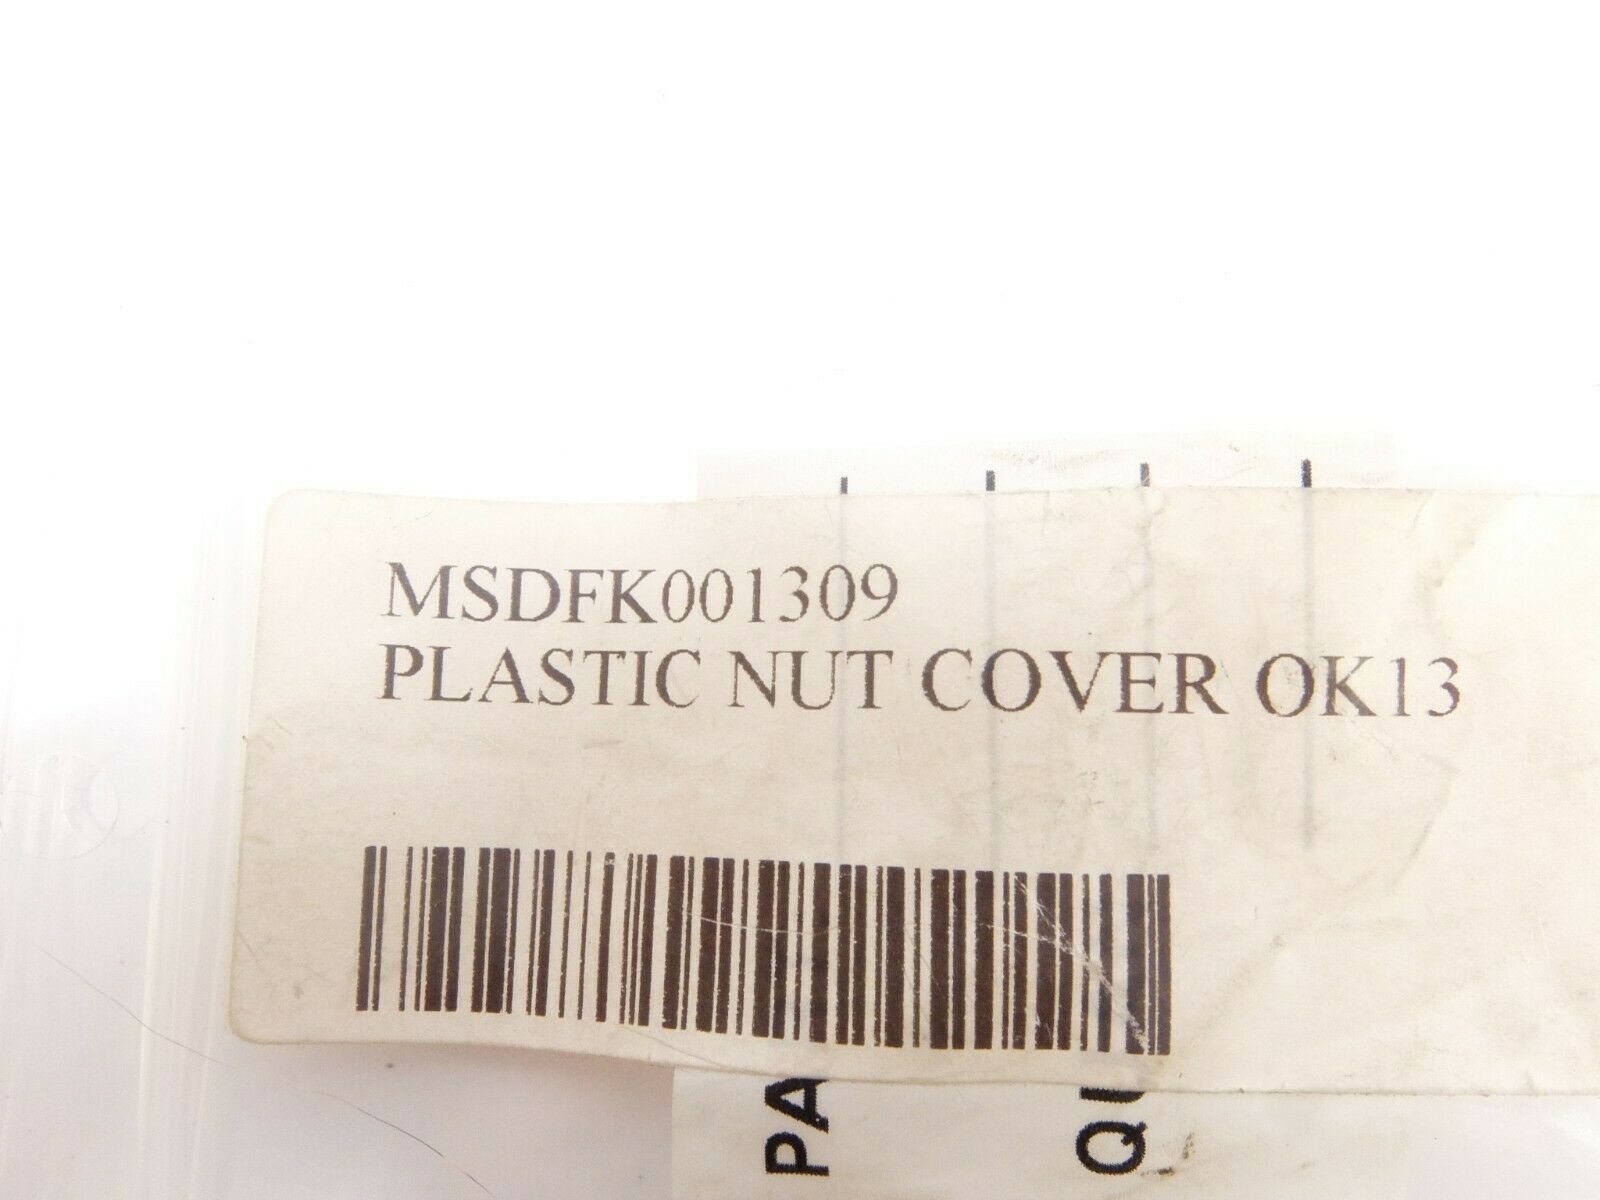 MSDFK001309
PLASTIC NUT COVER OK13